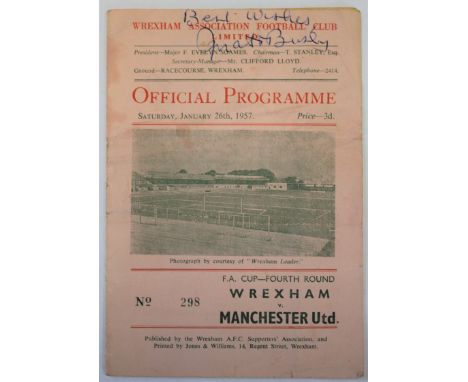 WREXHAM ASSOCIATION FOOTBALL CLUB
Best Wishes
LIMITED
Matt Busby
President—Major F. EVELYN SOAMES. Chairman—T. STANLEY, Esq.
Secretary-Manager—Mr. CLIFFORD LLOYD.
Ground—RACECOURSE, WREXHAM. Telephone—2414.
OFFICIAL PROGRAMME
SATURDAY, JANUARY 26th, 1957. Price—3d.
Photograph by courtesy of "Wrexham Leader."
F.A. CUP—FOURTH ROUND
No 298
WREXHAM
v.
MANCHESTER Utd.
Published by the Wrexham A.F.C. Supporters' Association, and
Printed by Jones & Williams, 14, Regent Street, Wrexham.